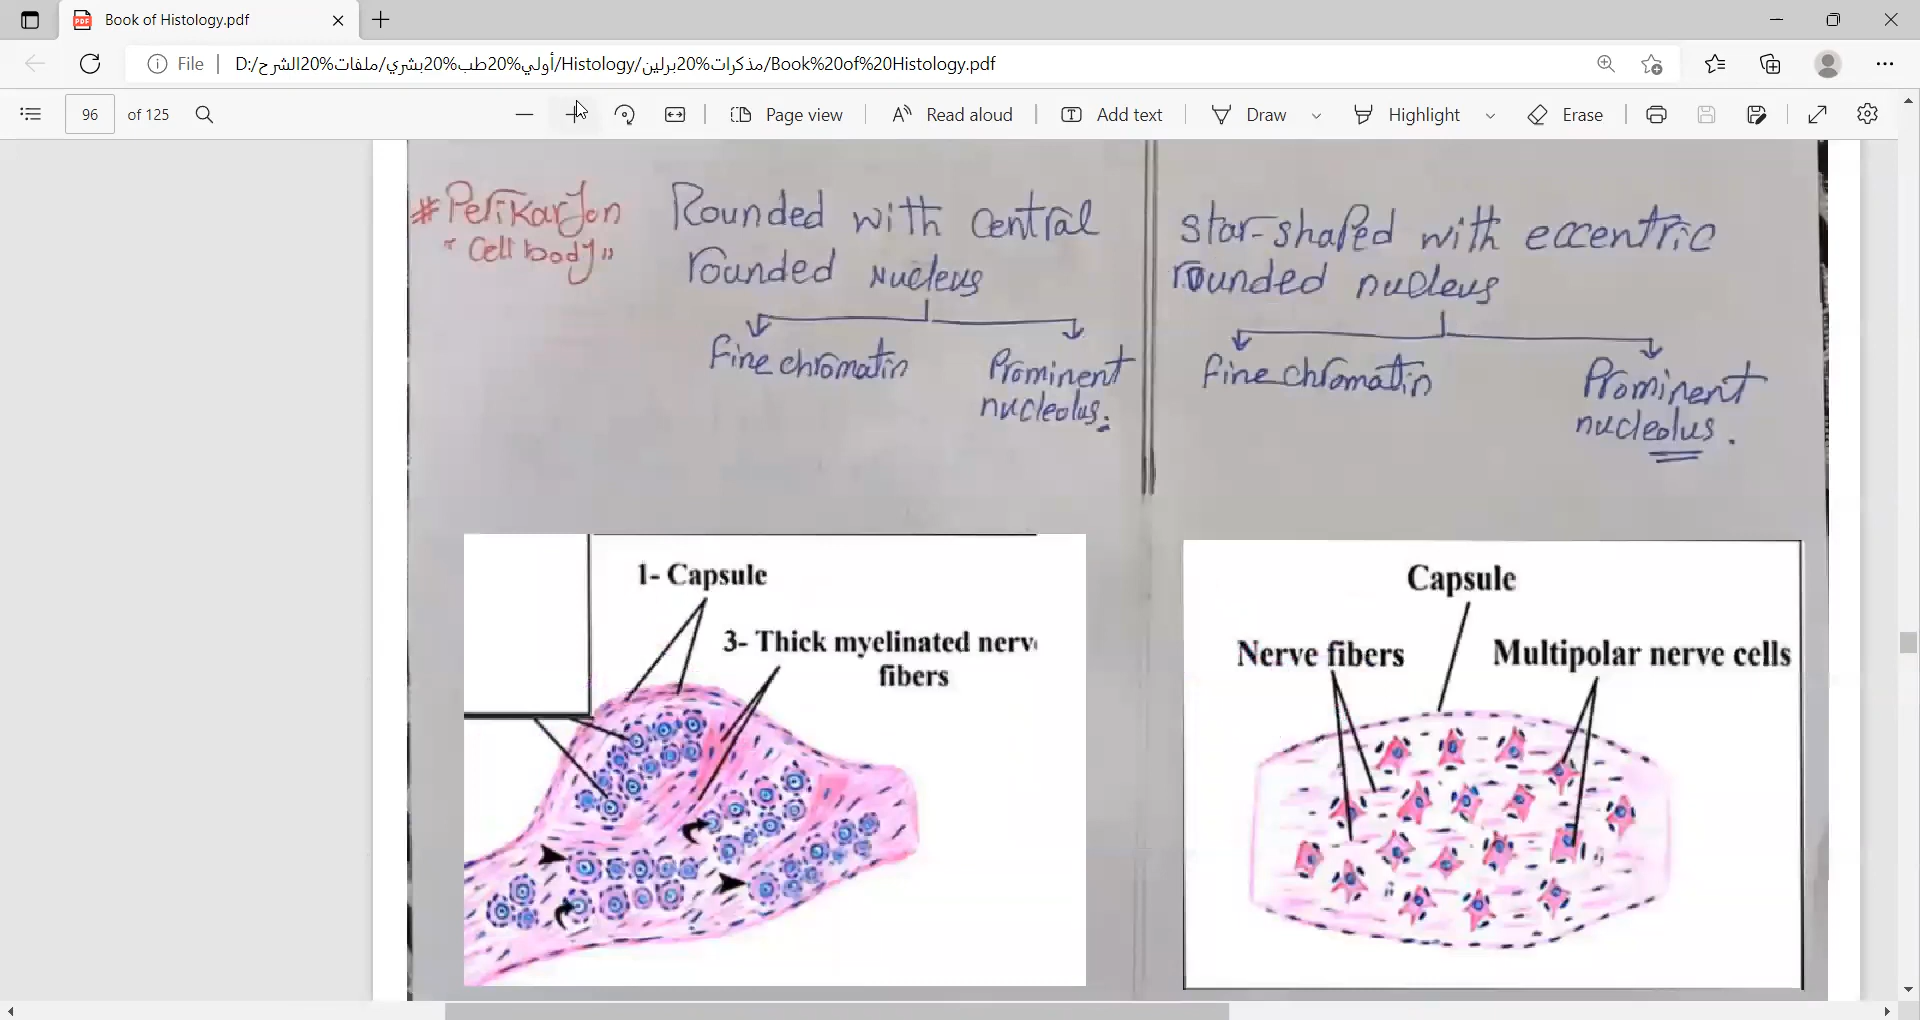 Book of Histology.pdf
File
D:/أولي%20طب%20بشري/ملفات%20الشرح/Histology/مذكرات%20برلين/Book%20of%20Histology.pdf
96 of 125
Page view
Read aloud
Add text
Draw
Highlight
Erase
#Perikaryon
"Cell body"
Rounded with central
rounded Nucleus
Fine chromatin
Prominent
nucleolus.
star-shaped with eccentric
rounded nucleus
fine chromatin
Prominent
nucleolus.
1- Capsule
3- Thick myelinated nerv
fibers
Capsule
Nerve fibers
Multipolar nerve cells